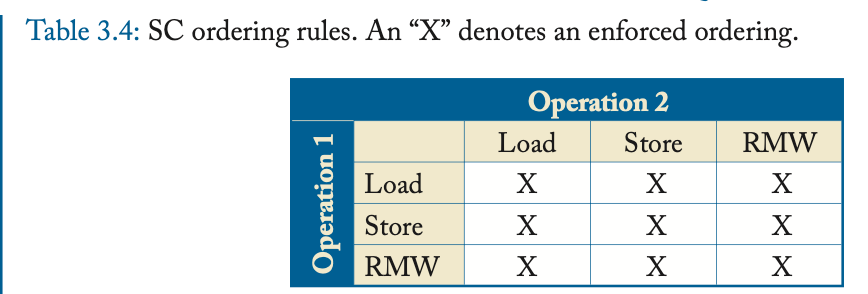 Table 3.4: SC ordering rules. An “X” denotes an enforced ordering.
Operation 2
Operation 1
Load Store RMW
Load X X X
Store X X X
RMW X X X